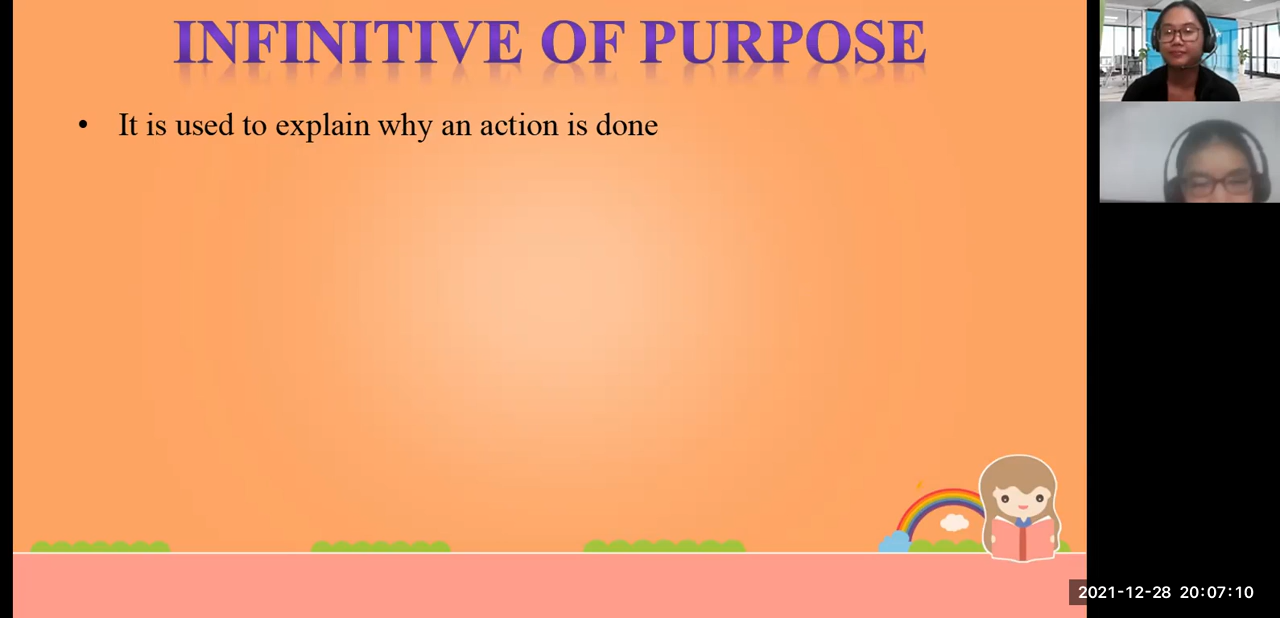 INFINITIVE OF PURPOSE
• It is used to explain why an action is done
2021-12-28 20:07:10